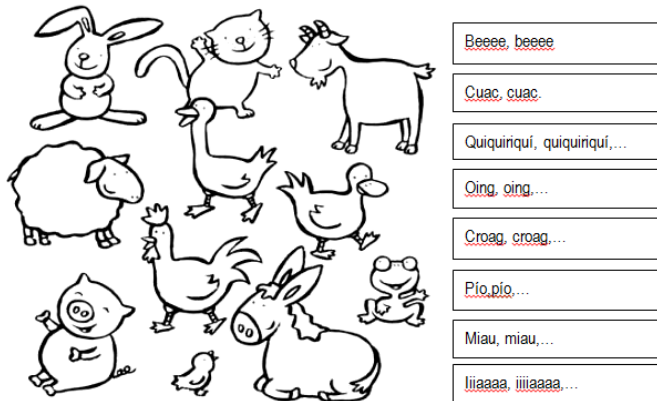 Beeee, beeee
Cuac, cuac.
Quiquiriquí, quiquiriquí,...
Oing, oing,...
Croag, croag,...
Pío,pío,...
Miau, miau,...
Iiiaaaa, iiiiaaaa,...